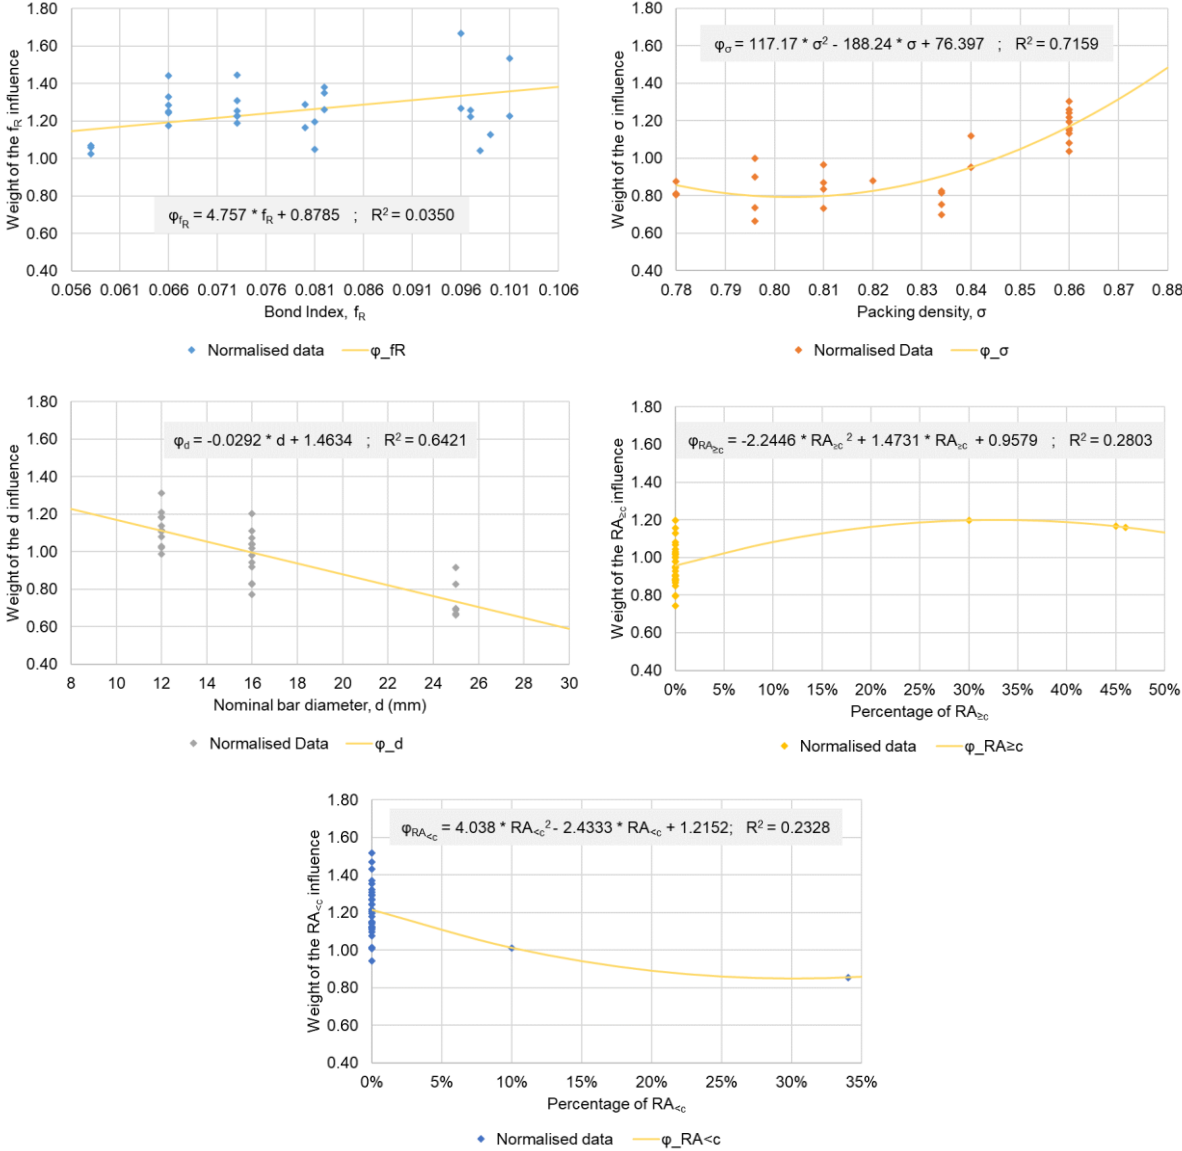 Weight of the fR influence
1.80
1.60
1.40
1.20
1.00
0.80
0.60
0.40
φfR = 4.757 * fR + 0.8785 ; R² = 0.0350
0.056 0.061 0.066 0.071 0.076 0.081 0.086 0.091 0.096 0.101 0.106
Bond Index, fR
Normalised data φ_fR
Weight of the σ influence
1.80
1.60
1.40
1.20
1.00
0.80
0.60
0.40
φσ = 117.17 * σ² - 188.24 * σ + 76.397 ; R² = 0.7159
0.78 0.79 0.80 0.81 0.82 0.83 0.84 0.85 0.86 0.87 0.88
Packing density, σ
Normalised Data φ_σ
Weight of the d influence
1.80
1.60
1.40
1.20
1.00
0.80
0.60
0.40
φd = -0.0292 * d + 1.4634 ; R² = 0.6421
8 10 12 14 16 18 20 22 24 26 28 30
Nominal bar diameter, d (mm)
Normalised Data φ_d
Weight of the RA≥c influence
1.80
1.60
1.40
1.20
1.00
0.80
0.60
0.40
φRA≥c = -2.2446 * RA≥c² + 1.4731 * RA≥c + 0.9579 ; R² = 0.2803
0% 5% 10% 15% 20% 25% 30% 35% 40% 45% 50%
Percentage of RA≥c
Normalised data φ_RA≥c
Weight of the RA<c influence
1.80
1.60
1.40
1.20
1.00
0.80
0.60
0.40
φRA<c = 4.038 * RA<c² - 2.4333 * RA<c + 1.2152; R² = 0.2328
0% 5% 10% 15% 20% 25% 30% 35%
Percentage of RA<c
Normalised data φ_RA<c